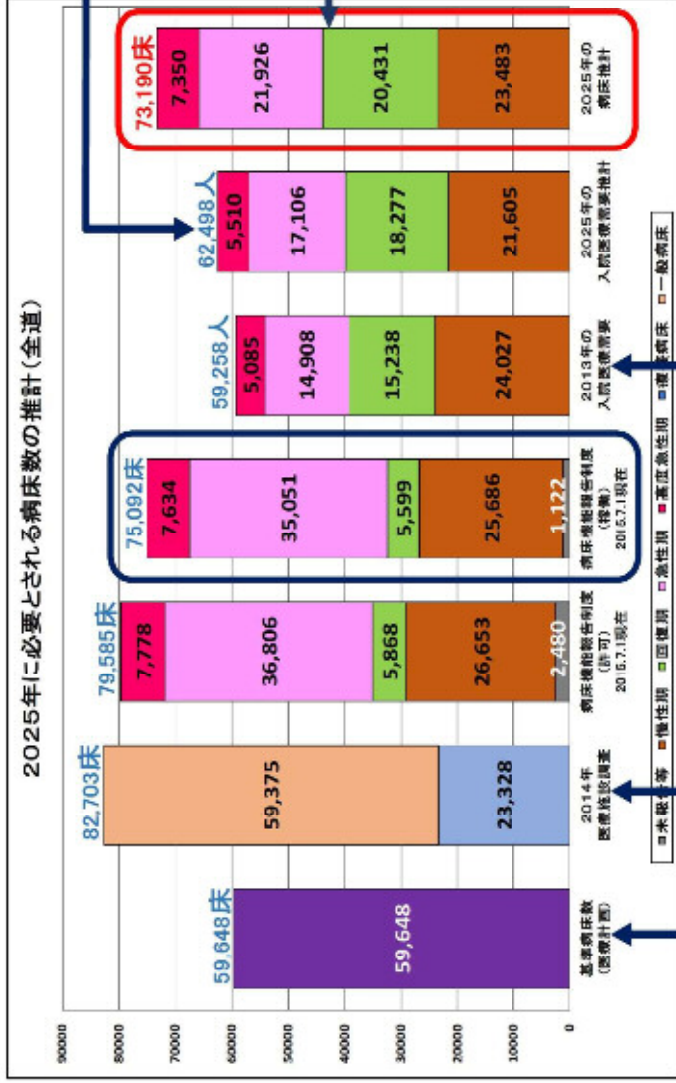 2025年に必要とされる病床数の推計(全道)
90000
80000
70000
60000
50000
40000
30000
20000
10000
0
59,648床
59,648
基準病床数
(医療計画)
82,703床
59,375
23,328
2014年
医療施設調査
79,585床
7,778
36,806
5,868
26,653
2,480
病床機能報告制度
(許可)
2015.7.1現在
75,092床
7,634
35,051
5,599
25,686
1,122
病床機能報告制度
(稼働)
2015.7.1現在
59,258人
5,085
14,908
15,238
24,027
2013年の
入院医療需要
62,498人
5,510
17,106
18,277
21,605
2025年の
入院医療需要推計
73,190床
7,350
21,926
20,431
23,483
2025年の
病床推計
未報告等 慢性期 回復期 急性期 高度急性期 療養病床 一般病床